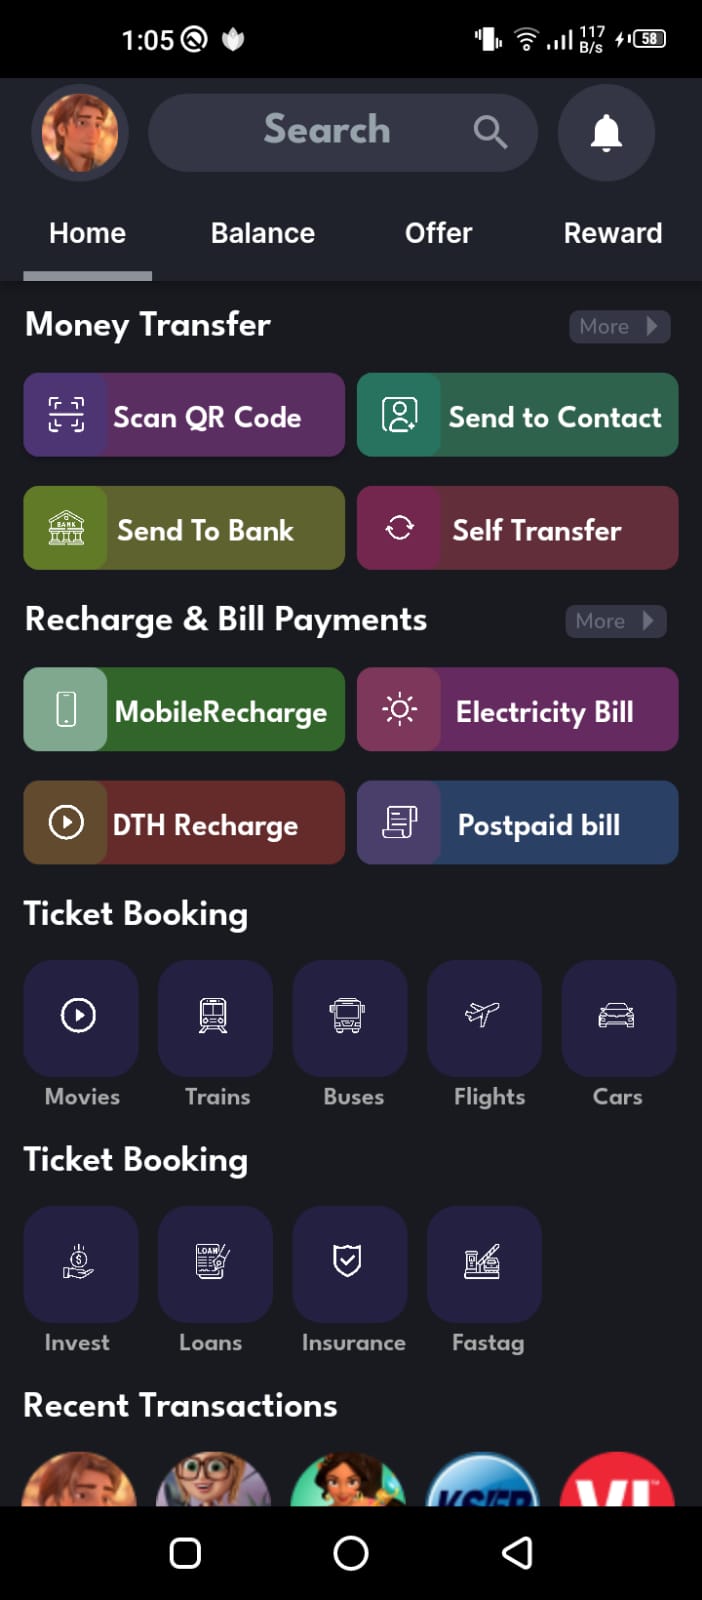 1:05 117 B/s 58
Search
Home Balance Offer Reward
Money Transfer More
Scan QR Code Send to Contact
BANK Send To Bank Self Transfer
Recharge & Bill Payments More
MobileRecharge Electricity Bill
DTH Recharge Postpaid bill
Ticket Booking
Movies Trains Buses Flights Cars
Ticket Booking
LOAN
Invest Loans Insurance Fastag
Recent Transactions